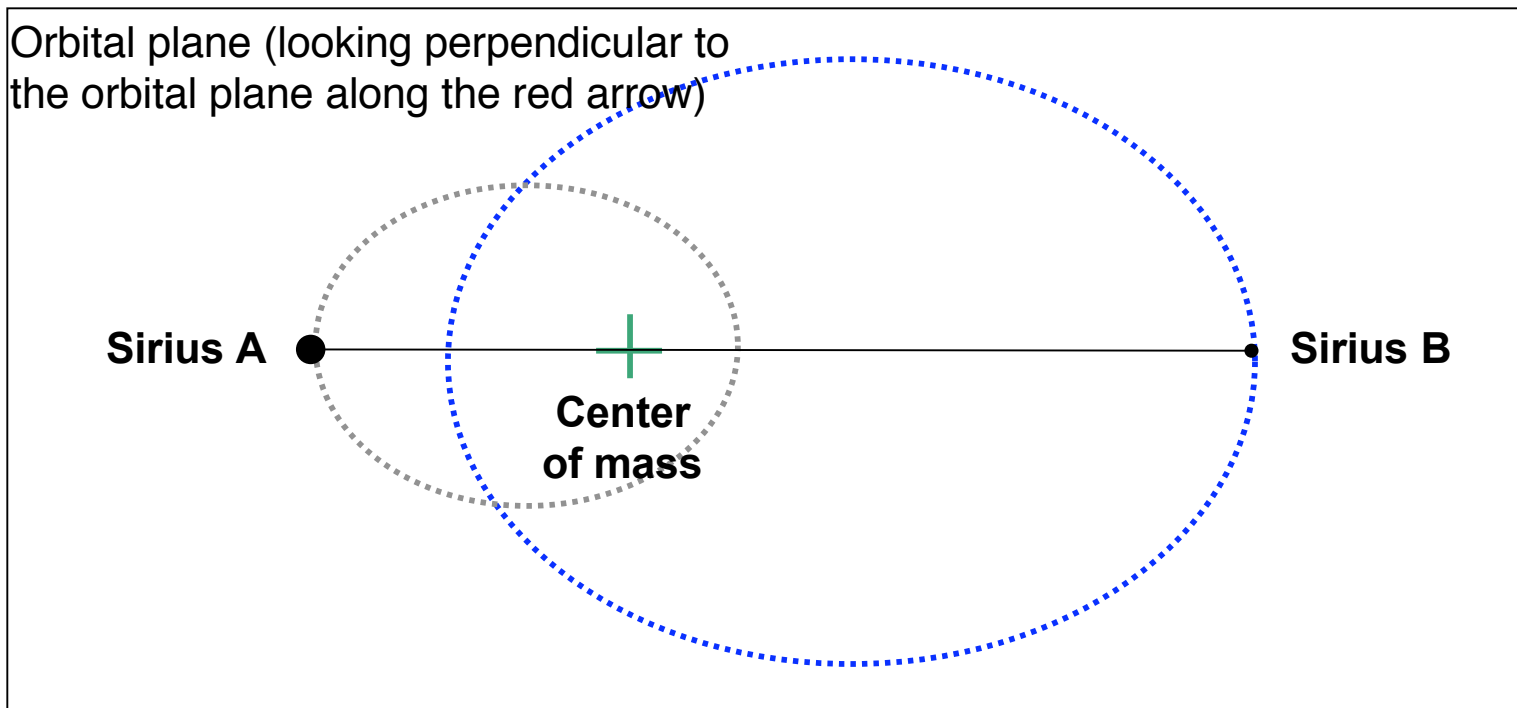 Orbital plane (looking perpendicular to
the orbital plane along the red arrow)
Sirius A
Sirius B
Center
of mass